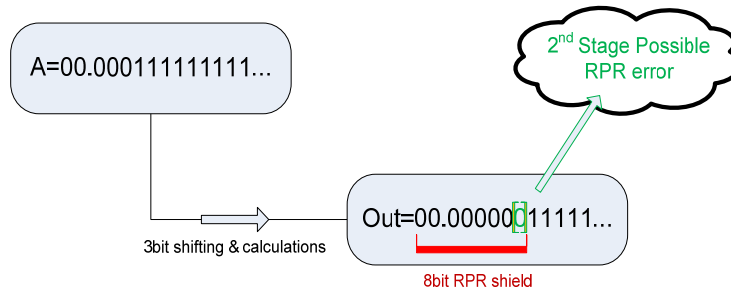 A=00.000111111111...
2nd Stage Possible
RPR error
Out=00.00000011111...
3bit shifting & calculations
8bit RPR shield